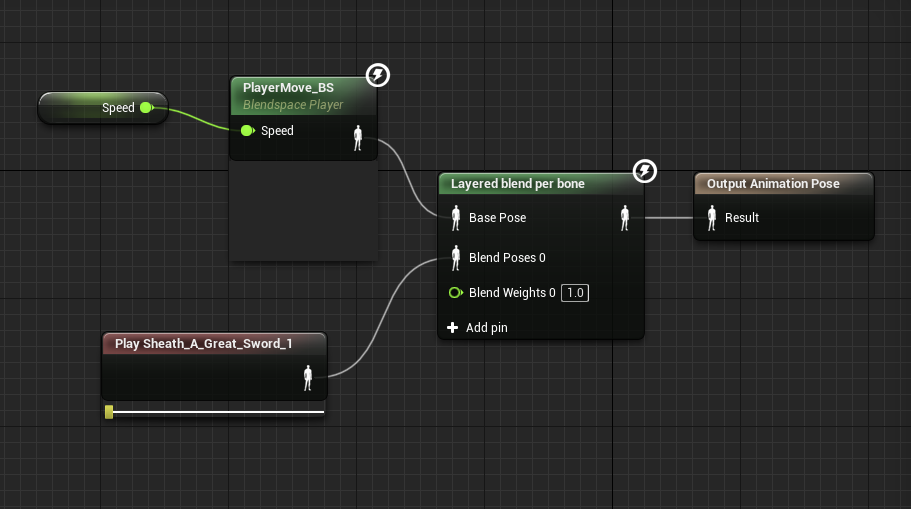 Speed
PlayerMove_BS
Blendspace Player
Speed
Layered blend per bone
Base Pose
Blend Poses 0
Blend Weights 0 1.0
Add pin
Output Animation Pose
Result
Play Sheath_A_Great_Sword_1